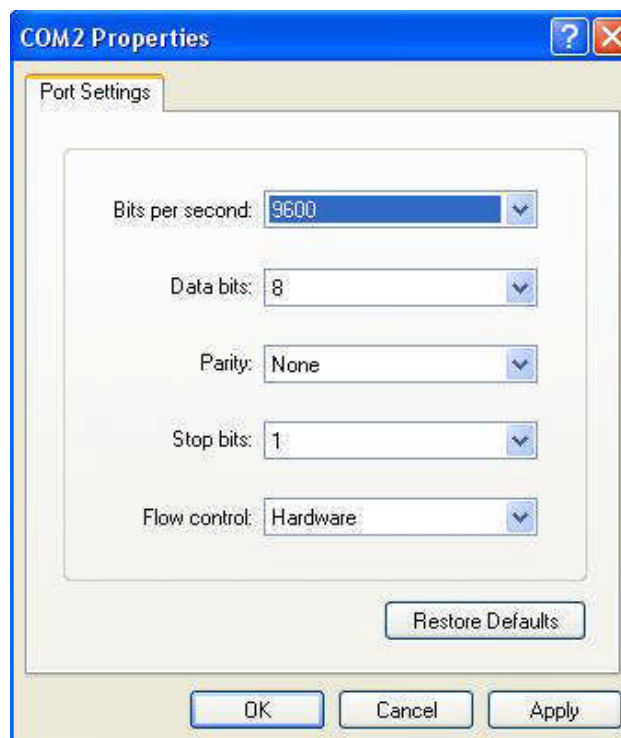 COM2 Properties
Port Settings
Bits per second: 9600
Data bits: 8
Parity: None
Stop bits: 1
Flow control: Hardware
Restore Defaults
OK Cancel Apply